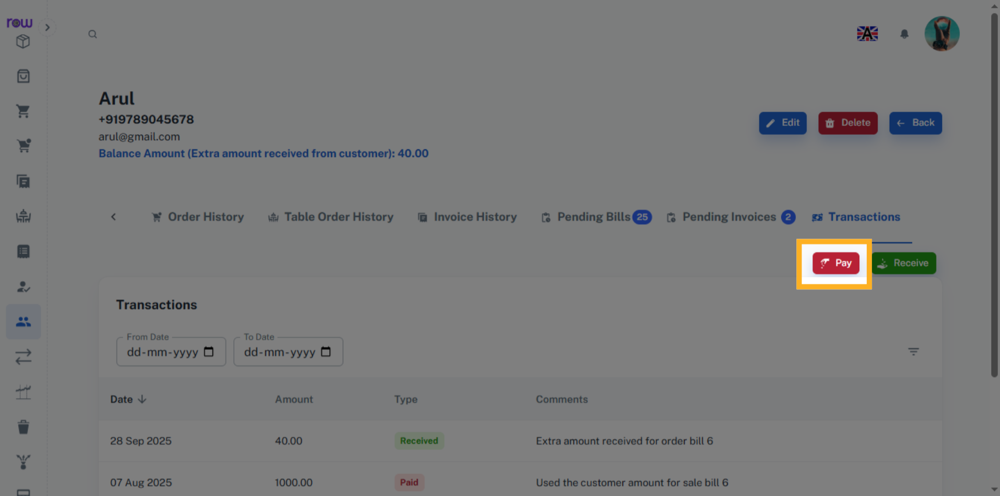 row
A
Arul
+919789045678
arul@gmail.com
Balance Amount (Extra amount received from customer): 40.00
Edit
Delete
Back
Order History
Table Order History
Invoice History
Pending Bills 25
Pending Invoices 2
Transactions
Pay
Receive
Transactions
From Date
To Date
dd-mm-yyyy
dd-mm-yyyy
Date
Amount
Type
Comments
28 Sep 2025
40.00
Received
Extra amount received for order bill 6
07 Aug 2025
1000.00
Paid
Used the customer amount for sale bill 6